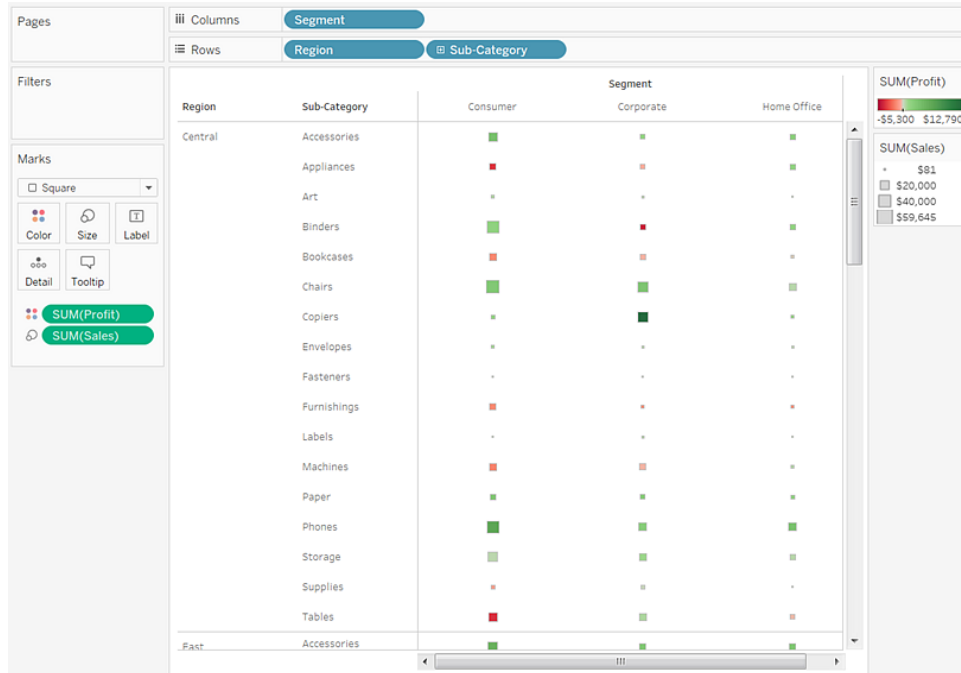 Pages
Columns Segment
Rows Region Sub-Category
Filters
Marks
Square
Color Size Label
Detail Tooltip
SUM(Profit)
SUM(Sales)
Segment
Region Sub-Category Consumer Corporate Home Office
Central Accessories
Appliances
Art
Binders
Bookcases
Chairs
Copiers
Envelopes
Fasteners
Furnishings
Labels
Machines
Paper
Phones
Storage
Supplies
Tables
East Accessories
SUM(Profit)
-$5,300 $12,790
SUM(Sales)
$81
$20,000
$40,000
$59,645